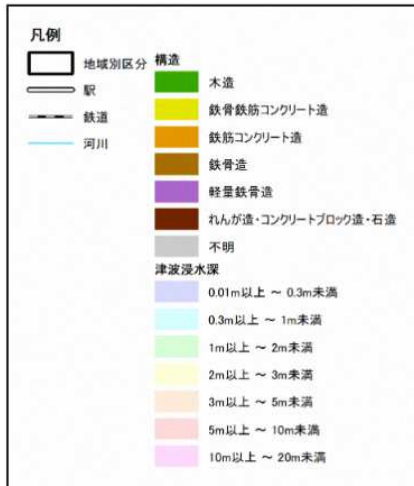 凡例
地域別区分
駅
鉄道
河川
構造
木造
鉄骨鉄筋コンクリート造
鉄筋コンクリート造
鉄骨造
軽量鉄骨造
れんが造・コンクリートブロック造・石造
不明
津波浸水深
0.01m以上 ~ 0.3m未満
0.3m以上 ~ 1m未満
1m以上 ~ 2m未満
2m以上 ~ 3m未満
3m以上 ~ 5m未満
5m以上 ~ 10m未満
10m以上 ~ 20m未満